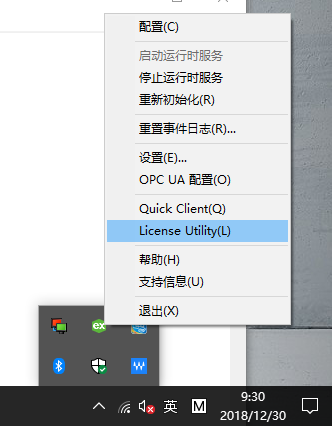 配置(C)
启动运行时服务
停止运行时服务
重新初始化(R)
重置事件日志(R)...
设置(E)...
OPC UA 配置(O)
Quick Client(Q)
License Utility(L)
帮助(H)
支持信息(U)
退出(X)
ex
W
英
M
9:30
2018/12/30